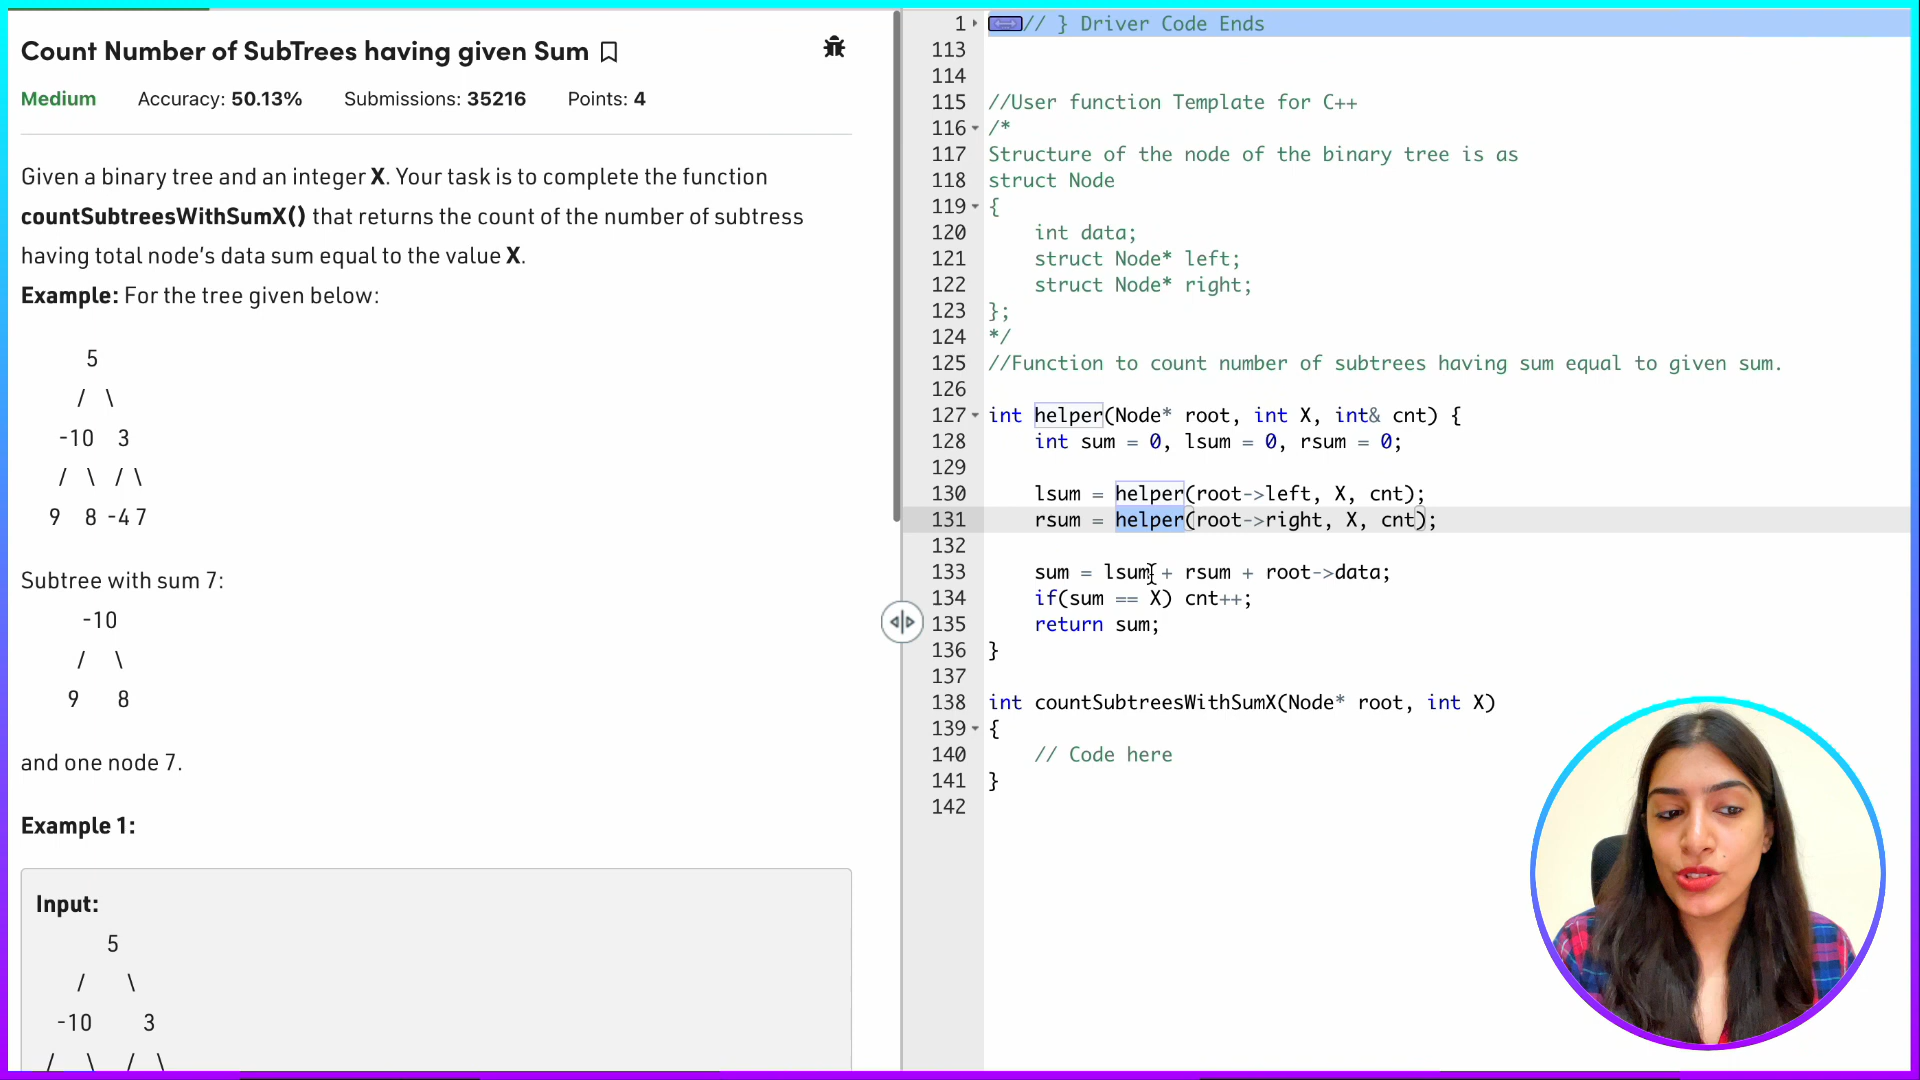 Count Number of SubTrees having given Sum
Medium Accuracy: 50.13% Submissions: 35216 Points: 4
Given a binary tree and an integer X. Your task is to complete the function
countSubtreesWithSumX() that returns the count of the number of subtress
having total node's data sum equal to the value X.
Example: For the tree given below:
5
/ \
-10 3
/ \ / \
9 8 -4 7
Subtree with sum 7:
-10
/ \
9 8
and one node 7.
Example 1:
Input:
5
/ \
-10 3
/ \ / \
1 // } Driver Code Ends
113
114
115 //User function Template for C++
116 /*
117 Structure of the node of the binary tree is as
118 struct Node
119 {
120 int data;
121 struct Node* left;
122 struct Node* right;
123 };
124 */
125 //Function to count number of subtrees having sum equal to given sum.
126
127 int helper(Node* root, int X, int& cnt) {
128 int sum = 0, lsum = 0, rsum = 0;
129
130 lsum = helper(root->left, X, cnt);
131 rsum = helper(root->right, X, cnt);
132
133 sum = lsum + rsum + root->data;
134 if(sum == X) cnt++;
135 return sum;
136 }
137
138 int countSubtreesWithSumX(Node* root, int X)
139 {
140 // Code here
141 }
142